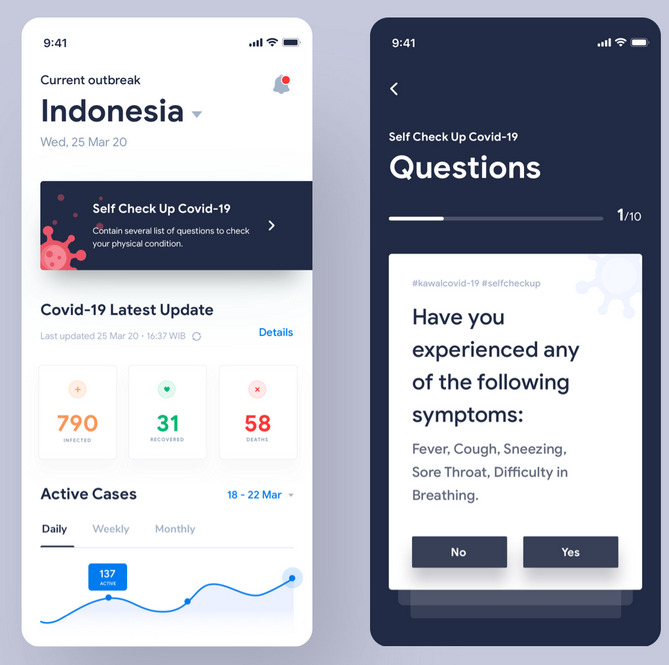 9:41
Current outbreak
Indonesia
Wed, 25 Mar 20
Self Check Up Covid-19
Contain several list of questions to check
your physical condition.
Covid-19 Latest Update
Last updated 25 Mar 20 • 16:37 WIB
Details
790
INFECTED
31
RECOVERED
58
DEATHS
Active Cases
18 - 22 Mar
Daily
Weekly
Monthly
137
ACTIVE
9:41
Self Check Up Covid-19
Questions
1/10
#kawalcovid-19 #selfcheckup
Have you
experienced any
of the following
symptoms:
Fever, Cough, Sneezing,
Sore Throat, Difficulty in
Breathing.
No
Yes